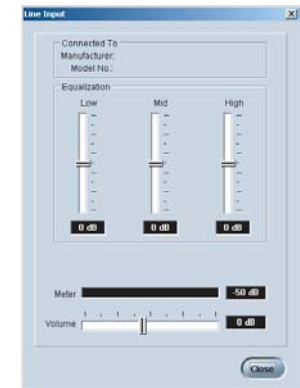 Line Input
Connected To
Manufacturer:
Model No.:
Equalization
Low Mid High
0 dB 0 dB 0 dB
Meter -50 dB
Volume 0 dB
Close